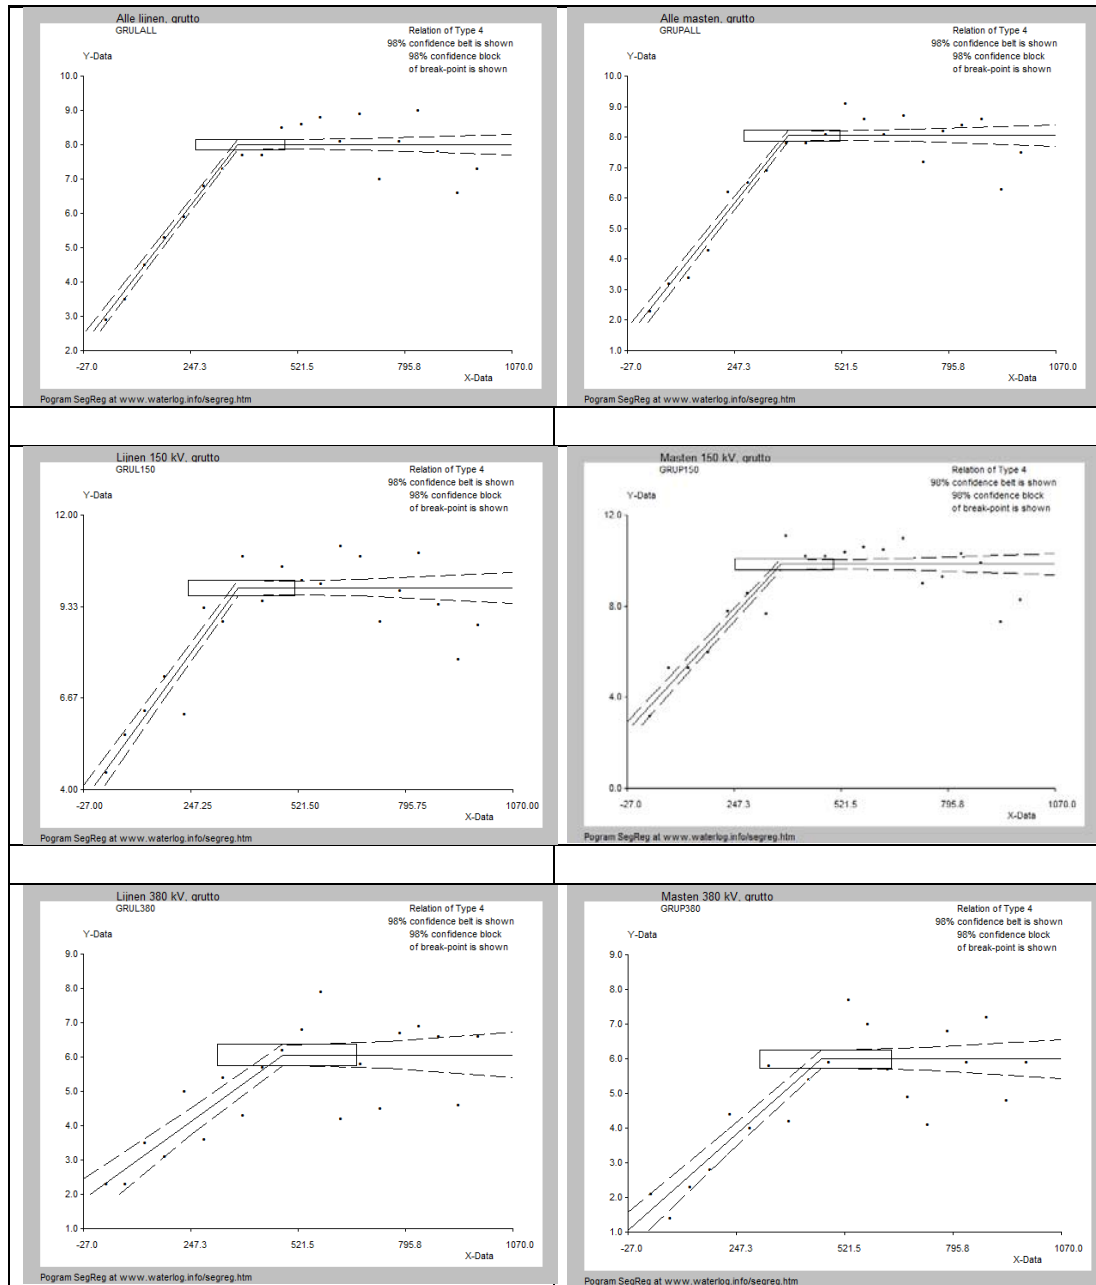 Alle lijnen, grutto
GRULALL
Relation of Type 4
98% confidence belt is shown
98% confidence block
of break-point is shown
Y-Data
10.0
9.0
8.0
7.0
6.0
5.0
4.0
3.0
2.0
-27.0 247.3 521.5 795.8 1070.0
X-Data
Pogram SegReg at www.waterlog.info/segreg.htm
Alle masten, grutto
GRUPALL
Relation of Type 4
98% confidence belt is shown
98% confidence block
of break-point is shown
Y-Data
10.0
9.0
8.0
7.0
6.0
5.0
4.0
3.0
2.0
1.0
-27.0 247.3 521.5 795.8 1070.0
X-Data
Pogram SegReg at www.waterlog.info/segreg.htm
Lijnen 150 kV, grutto
GRUL150
Relation of Type 4
98% confidence belt is shown
98% confidence block
of break-point is shown
Y-Data
12.00
9.33
6.67
4.00
-27.00 247.25 521.50 795.75 1070.00
X-Data
Pogram SegReg at www.waterlog.info/segreg.htm
Masten 150 kV, grutto
GRUP150
Relation of Type 4
98% confidence belt is shown
98% confidence block
of break-point is shown
Y-Data
12.0
8.0
4.0
0.0
-27.0 247.3 521.5 795.8 1070.0
X-Data
Pogram SegReg at www.waterlog.info/segreg.htm
Lijnen 380 kV, grutto
GRUL380
Relation of Type 4
98% confidence belt is shown
98% confidence block
of break-point is shown
Y-Data
9.0
8.0
7.0
6.0
5.0
4.0
3.0
2.0
1.0
-27.0 247.3 521.5 795.8 1070.0
X-Data
Pogram SegReg at www.waterlog.info/segreg.htm
Masten 380 kV, grutto
GRUP380
Relation of Type 4
98% confidence belt is shown
98% confidence block
of break-point is shown
Y-Data
9.0
8.0
7.0
6.0
5.0
4.0
3.0
2.0
1.0
-27.0 247.3 521.5 795.8 1070.0
X-Data
Pogram SegReg at www.waterlog.info/segreg.htm